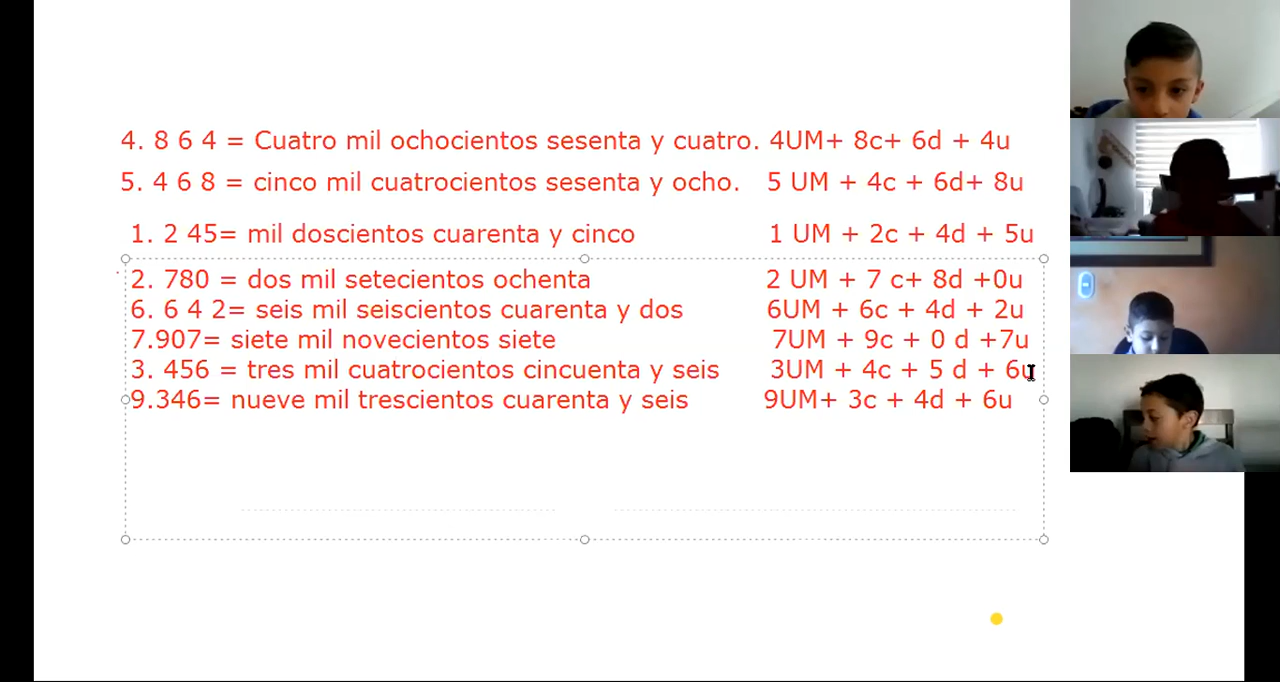 4. 8 6 4 = Cuatro mil ochocientos sesenta y cuatro. 4UM+ 8c+ 6d + 4u
5. 4 6 8 = cinco mil cuatrocientos sesenta y ocho. 5 UM + 4c + 6d+ 8u
1. 2 45= mil doscientos cuarenta y cinco 1 UM + 2c + 4d + 5u
2. 780 = dos mil setecientos ochenta 2 UM + 7 c+ 8d +0u
6. 6 4 2= seis mil seiscientos cuarenta y dos 6UM + 6c + 4d + 2u
7.907= siete mil novecientos siete 7UM + 9c + 0 d +7u
3. 456 = tres mil cuatrocientos cincuenta y seis 3UM + 4c + 5 d + 6u
9.346= nueve mil trescientos cuarenta y seis 9UM+ 3c + 4d + 6u